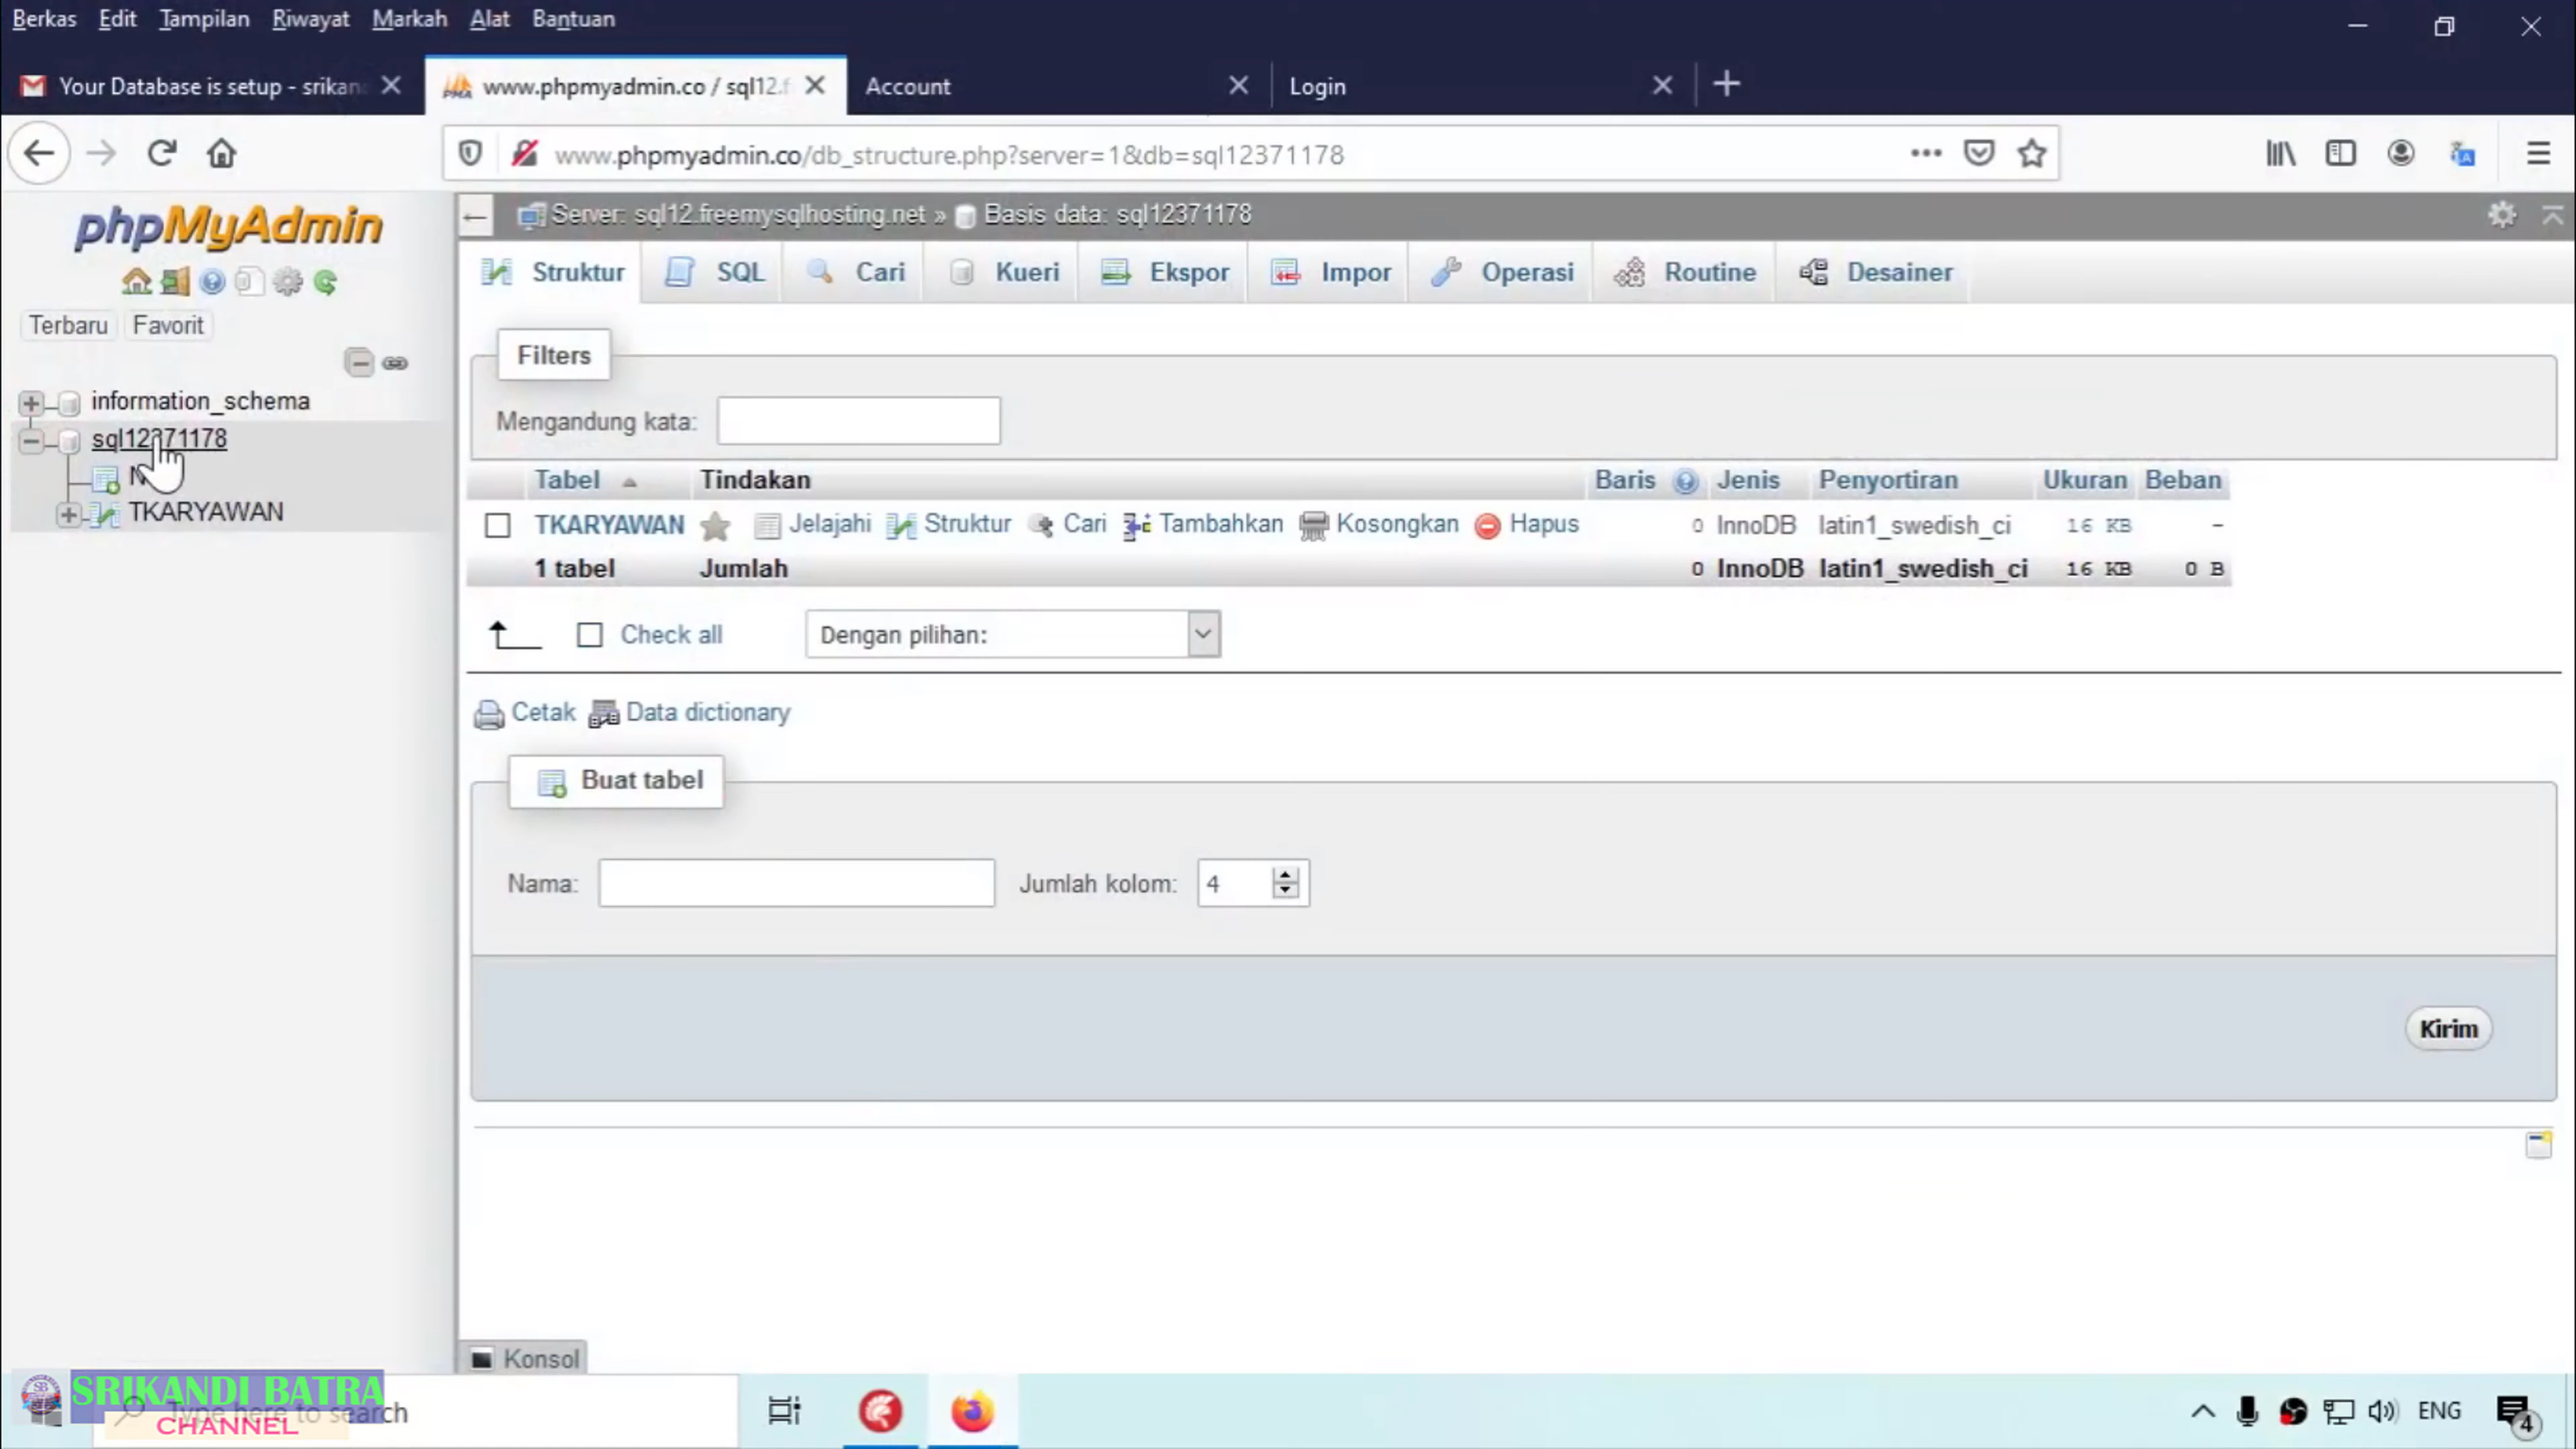 Berkas Edit Tampilan Riwayat Markah Alat Bantuan
Your Database is setup - srikan
www.phpmyadmin.co / sql12.f
Account
Login
www.phpmyadmin.co/db_structure.php?server=1&db=sql12371178
phpMyAdmin
Server: sql12.freemysqlhosting.net » Basis data: sql12371178
Struktur SQL Cari Kueri Ekspor Impor Operasi Routine Desainer
Terbaru Favorit
information_schema
sql12371178
TKARYAWAN
Filters
Mengandung kata:
Tabel Tindakan Baris Jenis Penyortiran Ukuran Beban
TKARYAWAN Jelajahi Struktur Cari Tambahkan Kosongkan Hapus 0 InnoDB latin1_swedish_ci 16 KB -
1 tabel Jumlah 0 InnoDB latin1_swedish_ci 16 KB 0 B
Check all Dengan pilihan:
Cetak Data dictionary
Buat tabel
Nama: Jumlah kolom: 4
Kirim
Konsol
SRIKANDI BATRA
CHANNEL
Type here to search
ENG
4